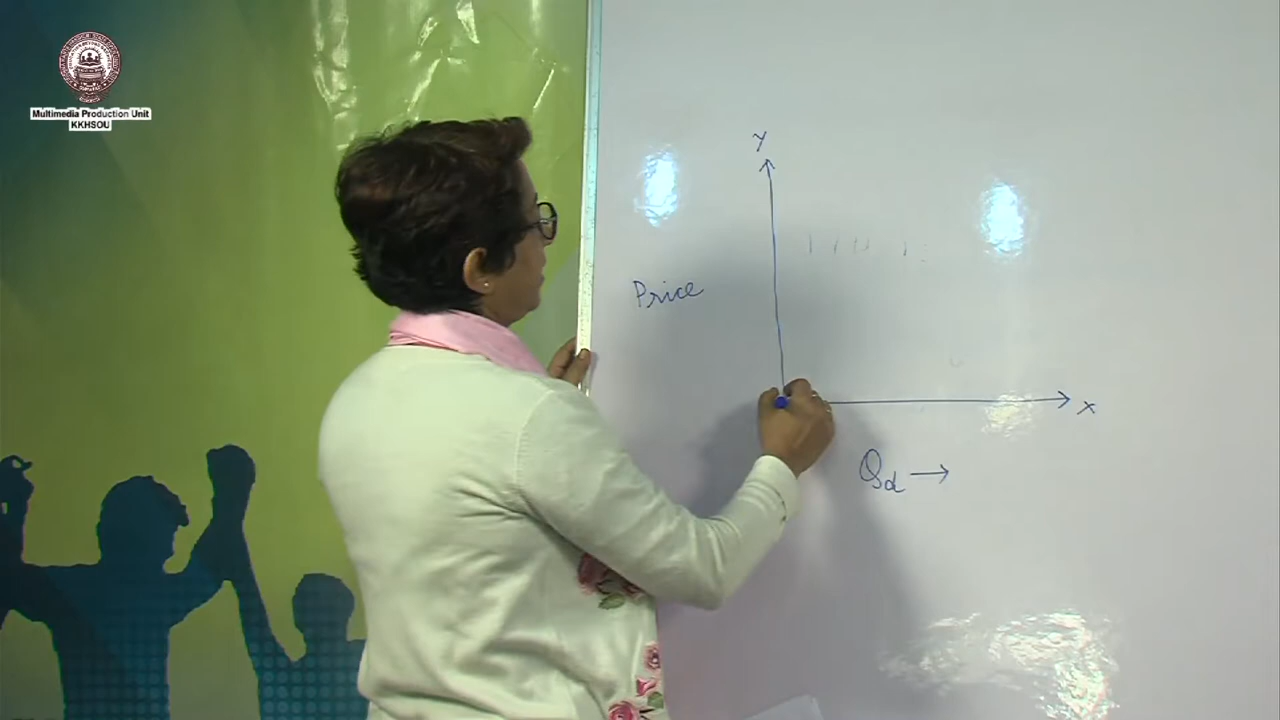 Multimedia Production Unit
KKHSOU
Y
Price
X
Qd →